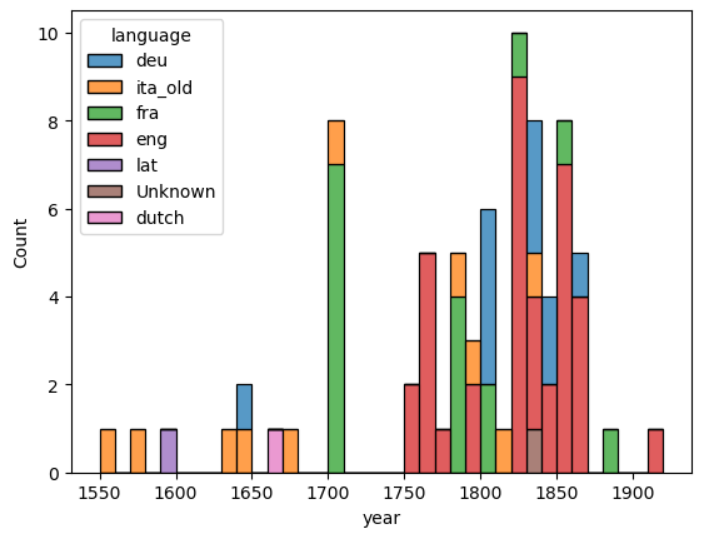 language
deu
ita_old
fra
eng
lat
Unknown
dutch
Count
10
8
6
4
2
0
1550 1600 1650 1700 1750 1800 1850 1900
year